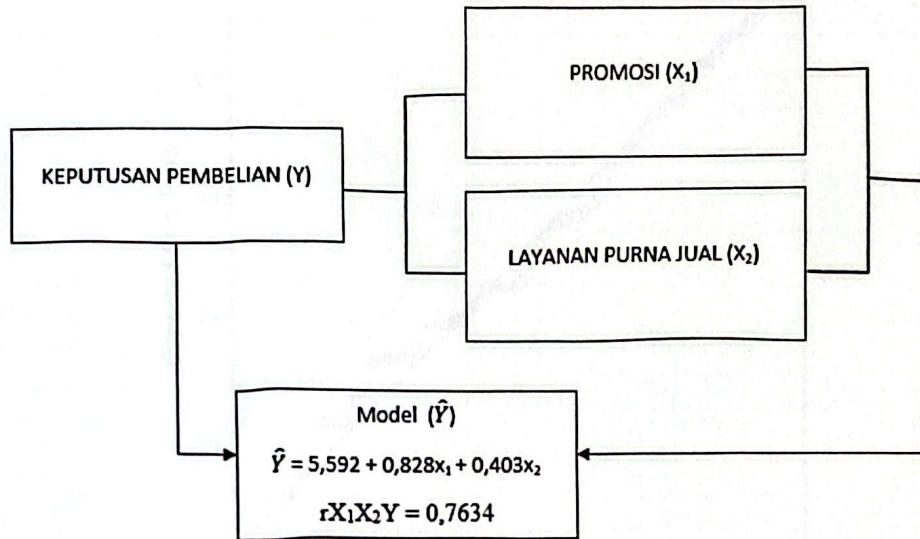 PROMOSI (X₁)
KEPUTUSAN PEMBELIAN (Y)
LAYANAN PURNA JUAL (X₂)
Model (Ŷ)
Ŷ = 5,592 + 0,828x₁ + 0,403x₂
rX₁X₂Y = 0,7634